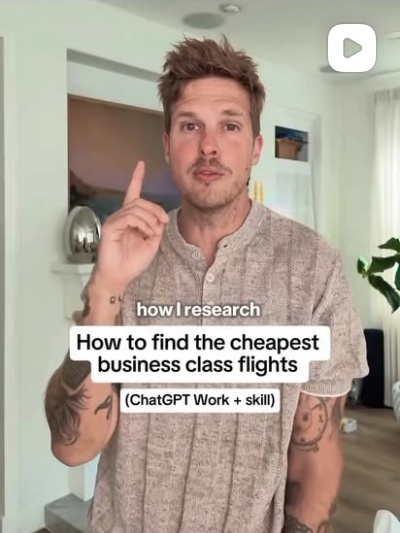 how I research
How to find the cheapest
business class flights
(ChatGPT Work + skill)